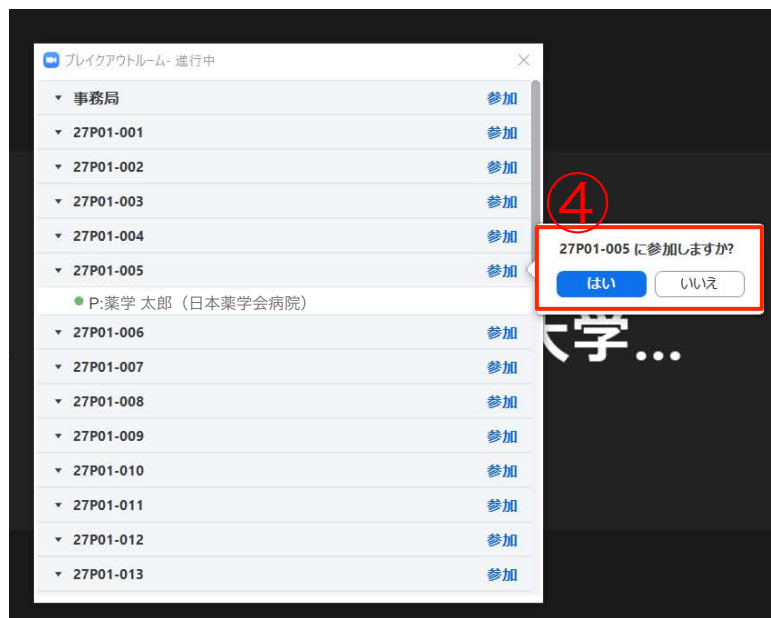 ブレイクアウトルーム- 進行中
事務局 参加
27P01-001 参加
27P01-002 参加
27P01-003 参加
27P01-004 参加
27P01-005 参加
P:薬学 太郎（日本薬学会病院）
27P01-006 参加
27P01-007 参加
27P01-008 参加
27P01-009 参加
27P01-010 参加
27P01-011 参加
27P01-012 参加
27P01-013 参加
④
27P01-005 に参加しますか?
はい いいえ
学...